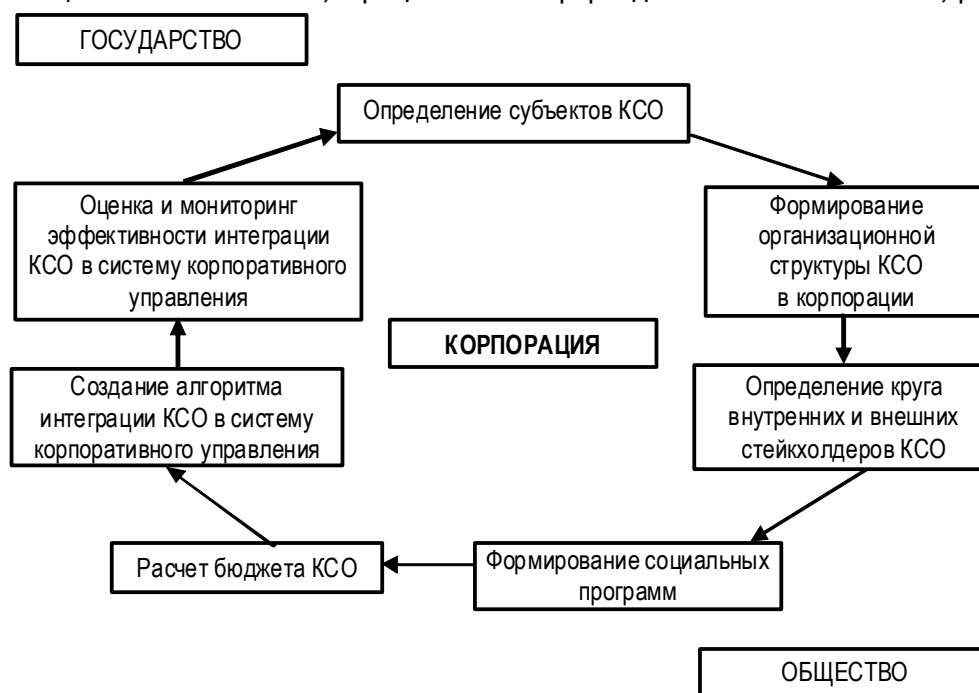 ГОСУДАРСТВО
Определение субъектов КСО
Оценка и мониторинг
эффективности интеграции
КСО в систему корпоративного
управления
Формирование
организационной
структуры КСО
в корпорации
КОРПОРАЦИЯ
Создание алгоритма
интеграции КСО в систему
корпоративного управления
Определение круга
внутренних и внешних
стейкхолдеров КСО
Расчет бюджета КСО
Формирование социальных
программ
ОБЩЕСТВО